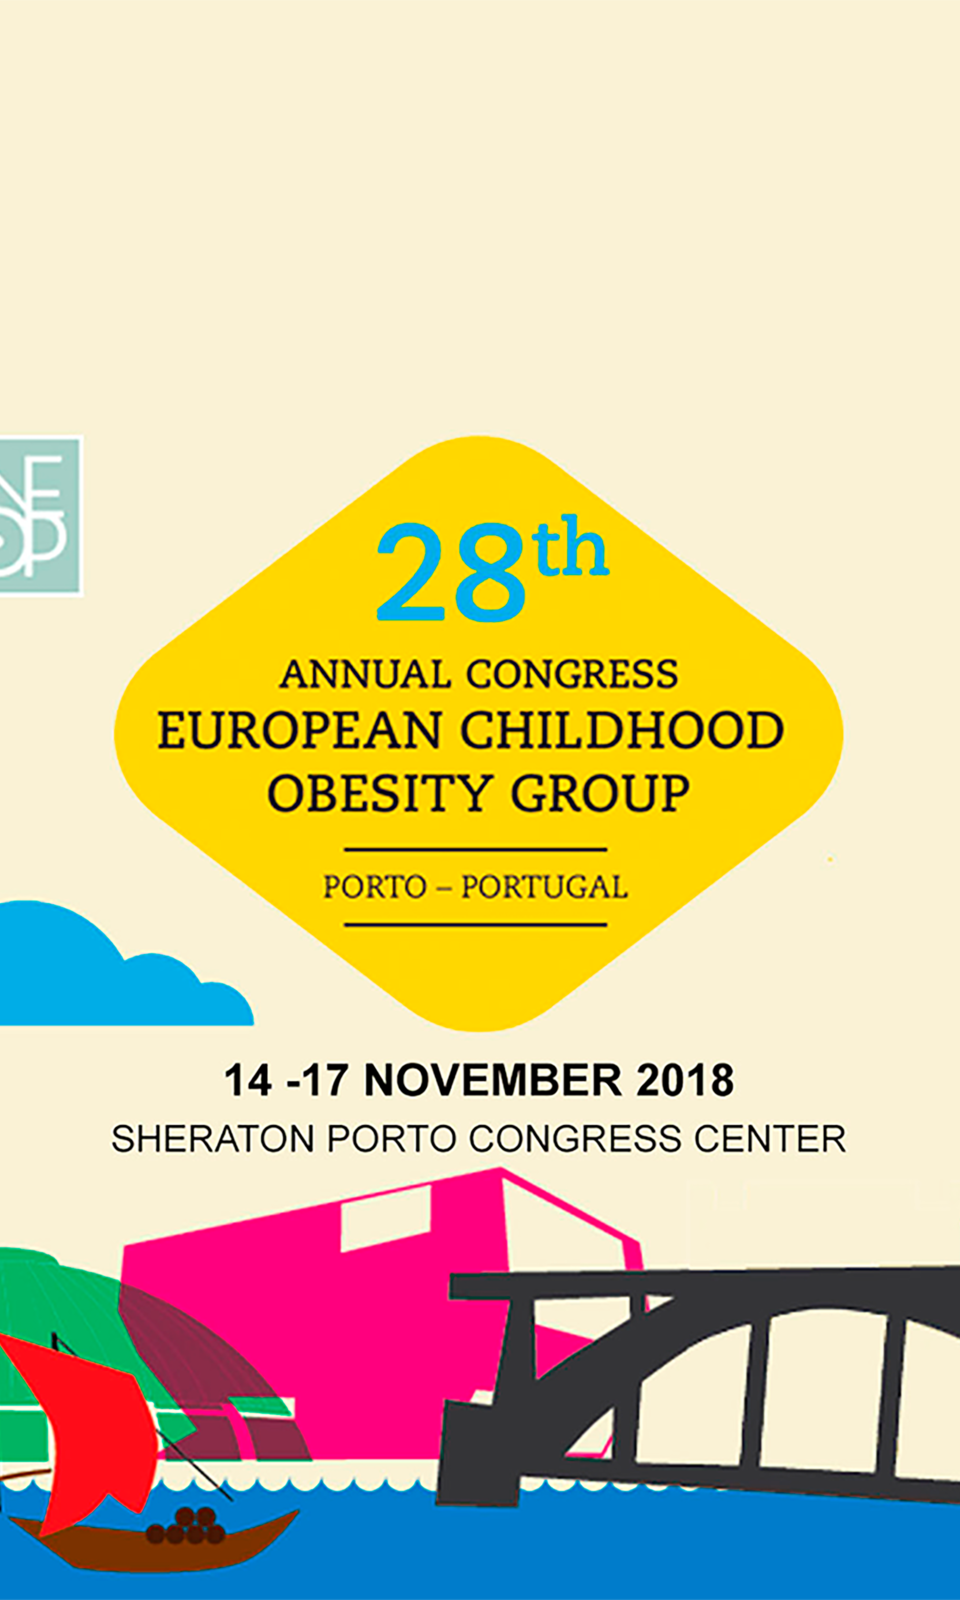 28th
ANNUAL CONGRESS
EUROPEAN CHILDHOOD
OBESITY GROUP
PORTO – PORTUGAL
14 -17 NOVEMBER 2018
SHERATON PORTO CONGRESS CENTER